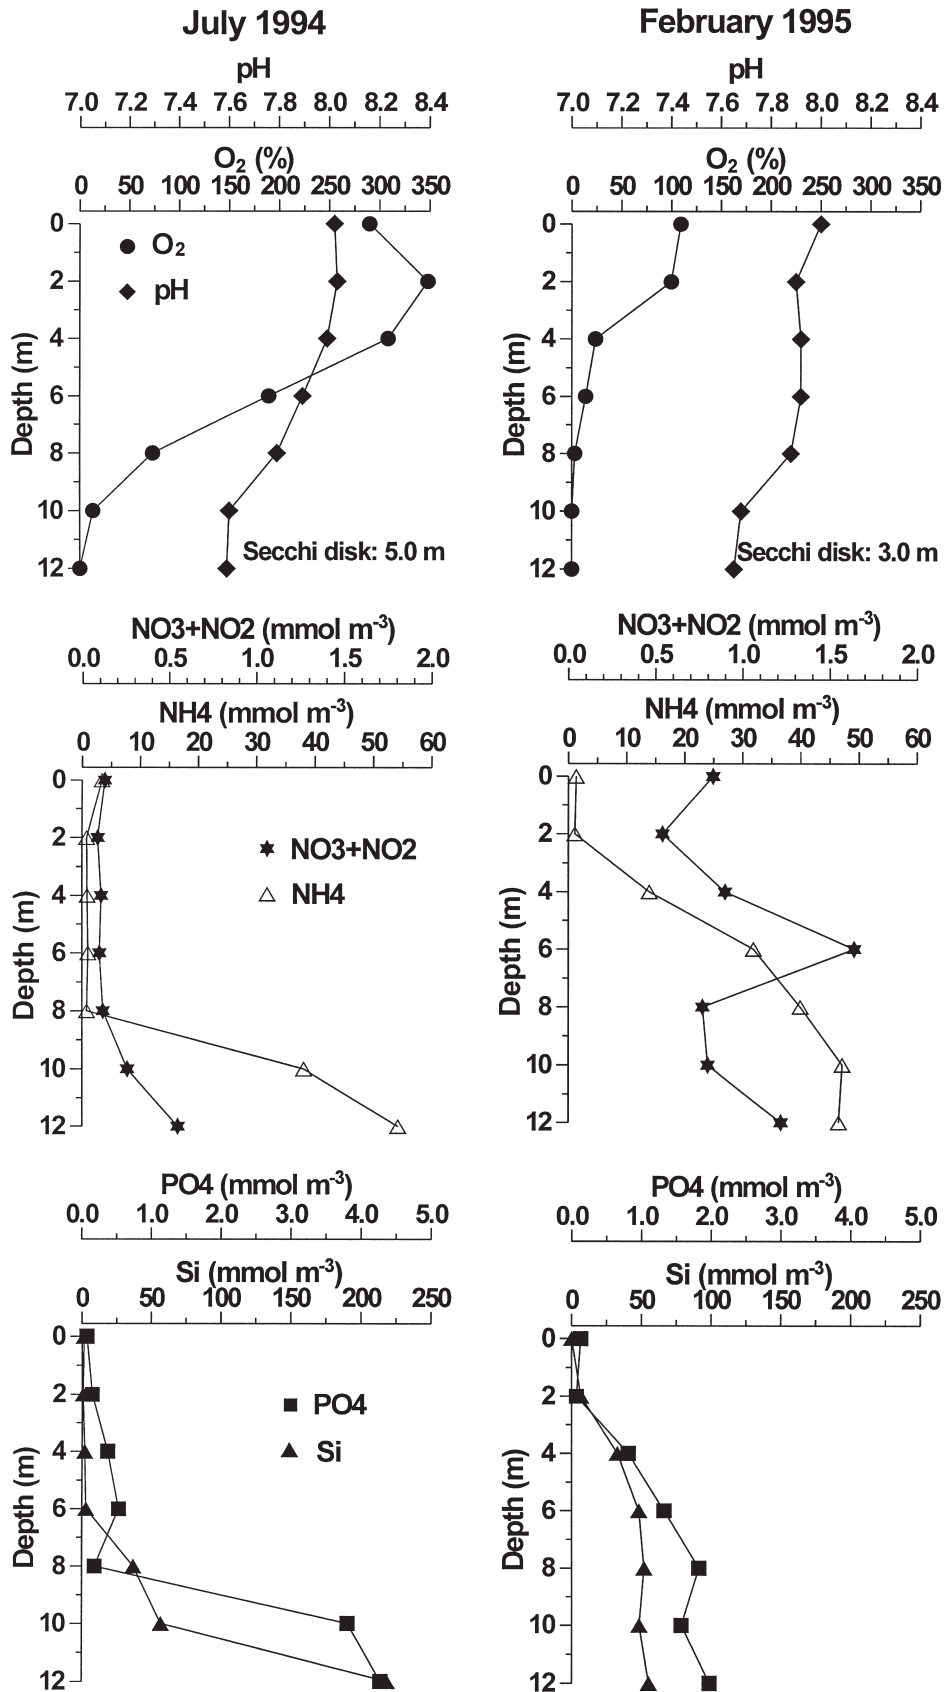 July 1994 February 1995
pH pH
7.0 7.2 7.4 7.6 7.8 8.0 8.2 8.4 7.0 7.2 7.4 7.6 7.8 8.0 8.2 8.4
O2 (%) O2 (%)
0 50 100 150 200 250 300 350 0 50 100 150 200 250 300 350
0 0
O2
2 2
pH
4 4
Depth (m) Depth (m)
6 6
8 8
10 10
Secchi disk: 5.0 m Secchi disk: 3.0 m
12 12
NO3+NO2 (mmol m-3) NO3+NO2 (mmol m-3)
0.0 0.5 1.0 1.5 2.0 0.0 0.5 1.0 1.5 2.0
NH4 (mmol m-3) NH4 (mmol m-3)
0 10 20 30 40 50 60 0 10 20 30 40 50 60
0 0
2 2
NO3+NO2
4 4
NH4
Depth (m) Depth (m)
6 6
8 8
10 10
12 12
PO4 (mmol m-3) PO4 (mmol m-3)
0.0 1.0 2.0 3.0 4.0 5.0 0.0 1.0 2.0 3.0 4.0 5.0
Si (mmol m-3) Si (mmol m-3)
0 50 100 150 200 250 0 50 100 150 200 250
0 0
2 2
PO4
4 4
Si
Depth (m) Depth (m)
6 6
8 8
10 10
12 12